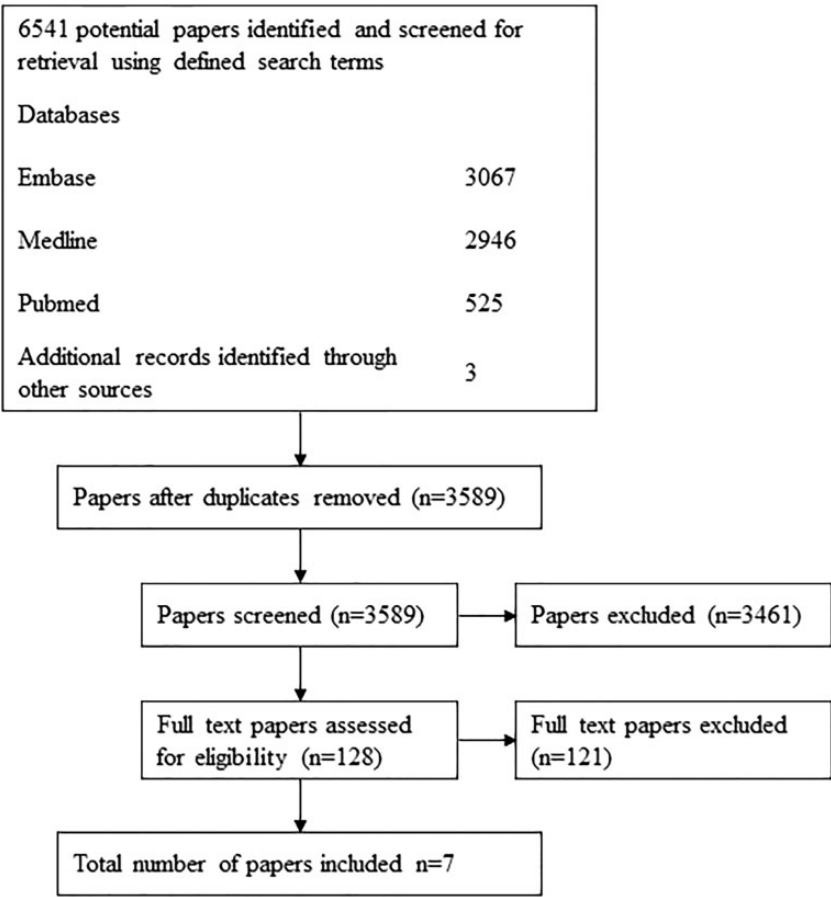 6541 potential papers identified and screened for
retrieval using defined search terms
Databases
Embase 3067
Medline 2946
Pubmed 525
Additional records identified through
other sources 3
Papers after duplicates removed (n=3589)
Papers screened (n=3589)
Papers excluded (n=3461)
Full text papers assessed
for eligibility (n=128)
Full text papers excluded
(n=121)
Total number of papers included n=7